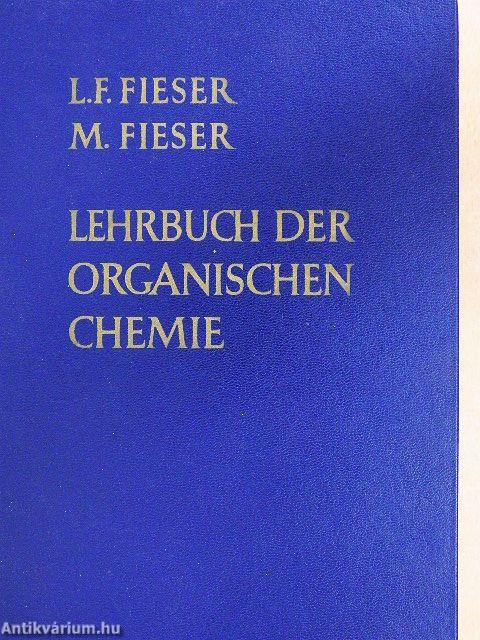 L.F. FIESER
M. FIESER
LEHRBUCH DER
ORGANISCHEN
CHEMIE
Antikvárium.hu